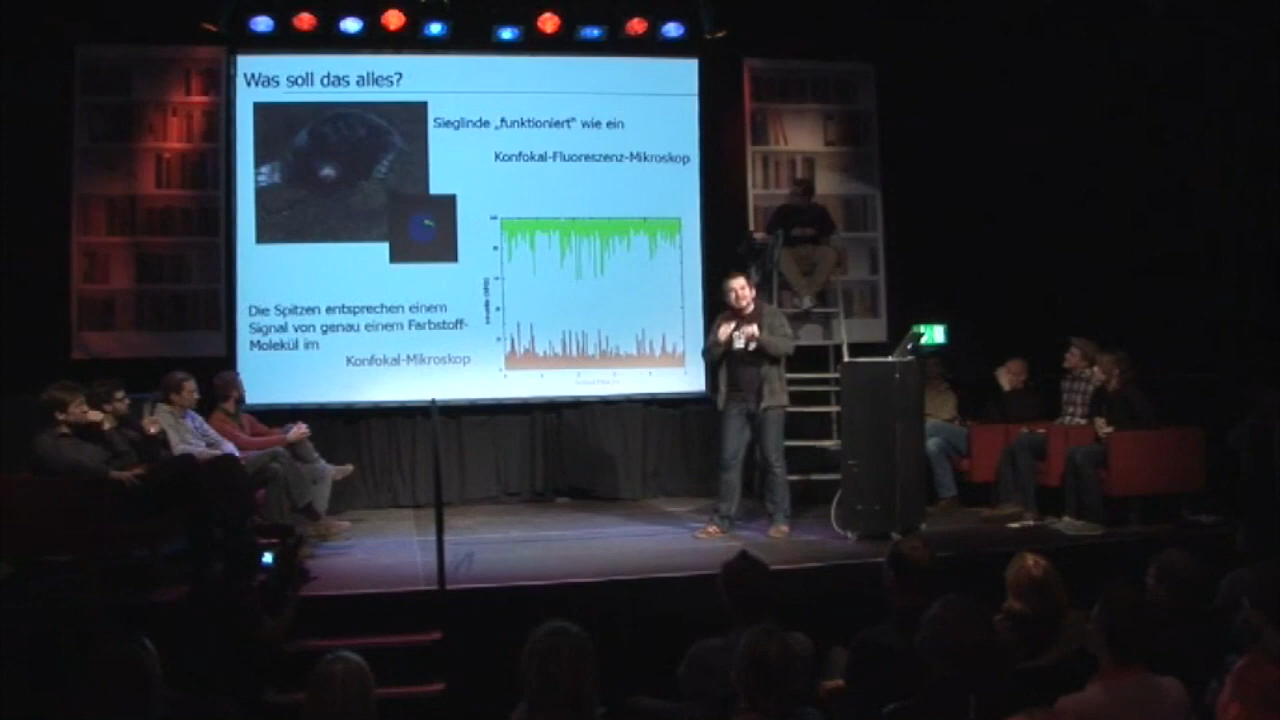 Was soll das alles?
Sieglinde „funktioniert" wie ein
Konfokal-Fluoreszenz-Mikroskop
Die Spitzen entsprechen einem
Signal von genau einem Farbstoff-
Molekül im
Konfokal-Mikroskop